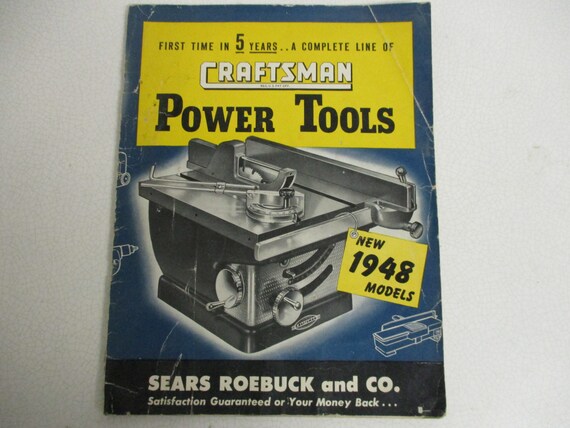 FIRST TIME IN 5 YEARS.. A COMPLETE LINE OF
CRAFTSMAN
POWER TOOLS
NEW
1948
MODELS
SEARS ROEBUCK and CO.
Satisfaction Guaranteed or Your Money Back...